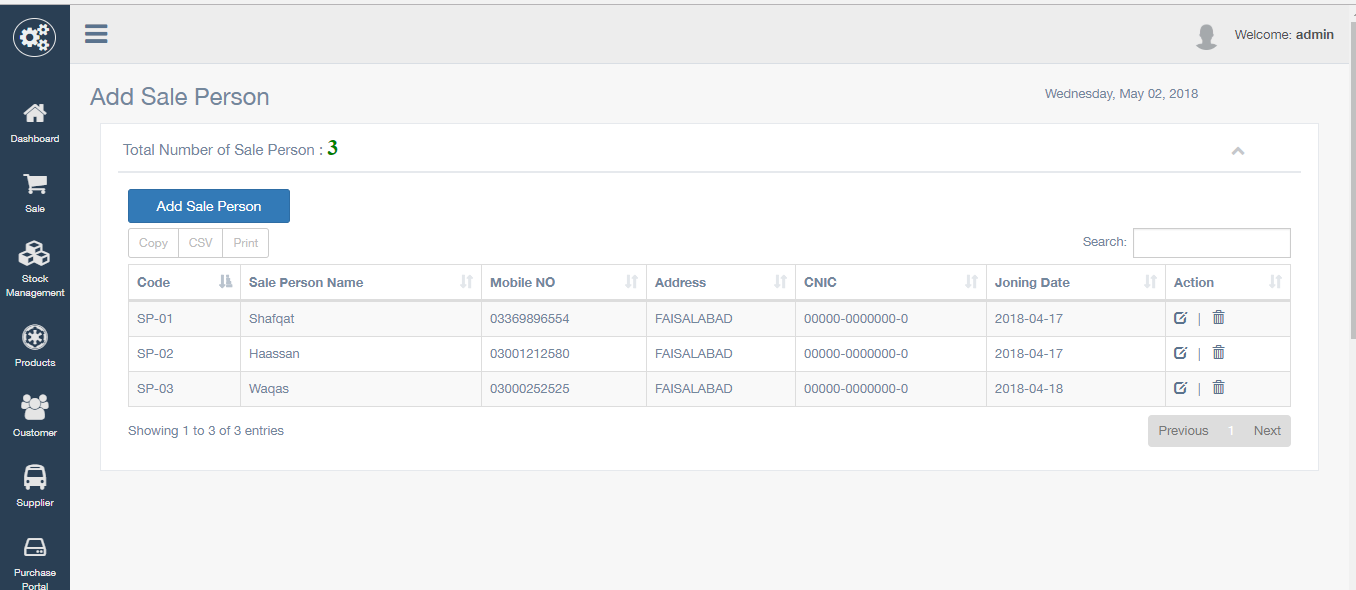 Welcome: admin
Dashboard
Sale
Stock
Management
Products
Customer
Supplier
Purchase
Portal
Add Sale Person
Wednesday, May 02, 2018
Total Number of Sale Person : 3
Add Sale Person
Copy CSV Print
Search:
Code Sale Person Name Mobile NO Address CNIC Joning Date Action
SP-01 Shafqat 03369896554 FAISALABAD 00000-0000000-0 2018-04-17 |
SP-02 Haassan 03001212580 FAISALABAD 00000-0000000-0 2018-04-17 |
SP-03 Waqas 03000252525 FAISALABAD 00000-0000000-0 2018-04-18 |
Showing 1 to 3 of 3 entries
Previous 1 Next